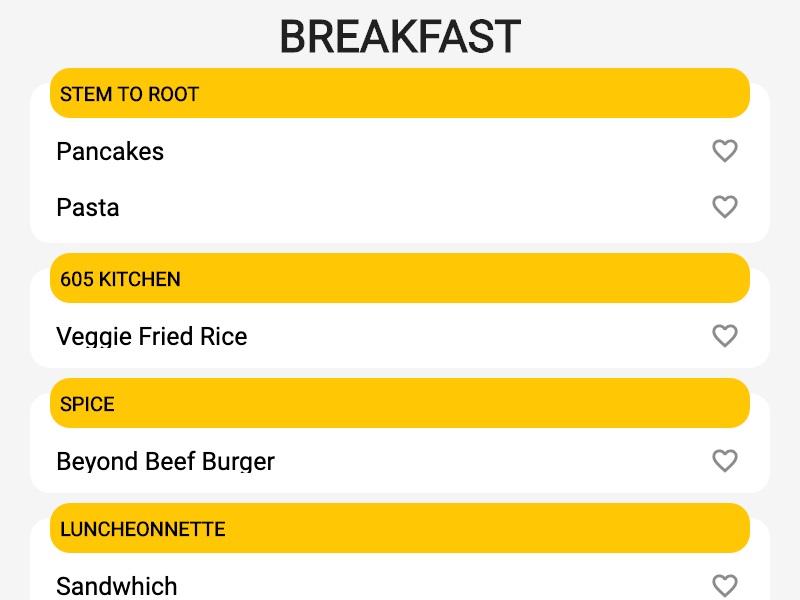 BREAKFAST
STEM TO ROOT
Pancakes
Pasta
605 KITCHEN
Veggie Fried Rice
SPICE
Beyond Beef Burger
LUNCHEONNETTE
Sandwhich